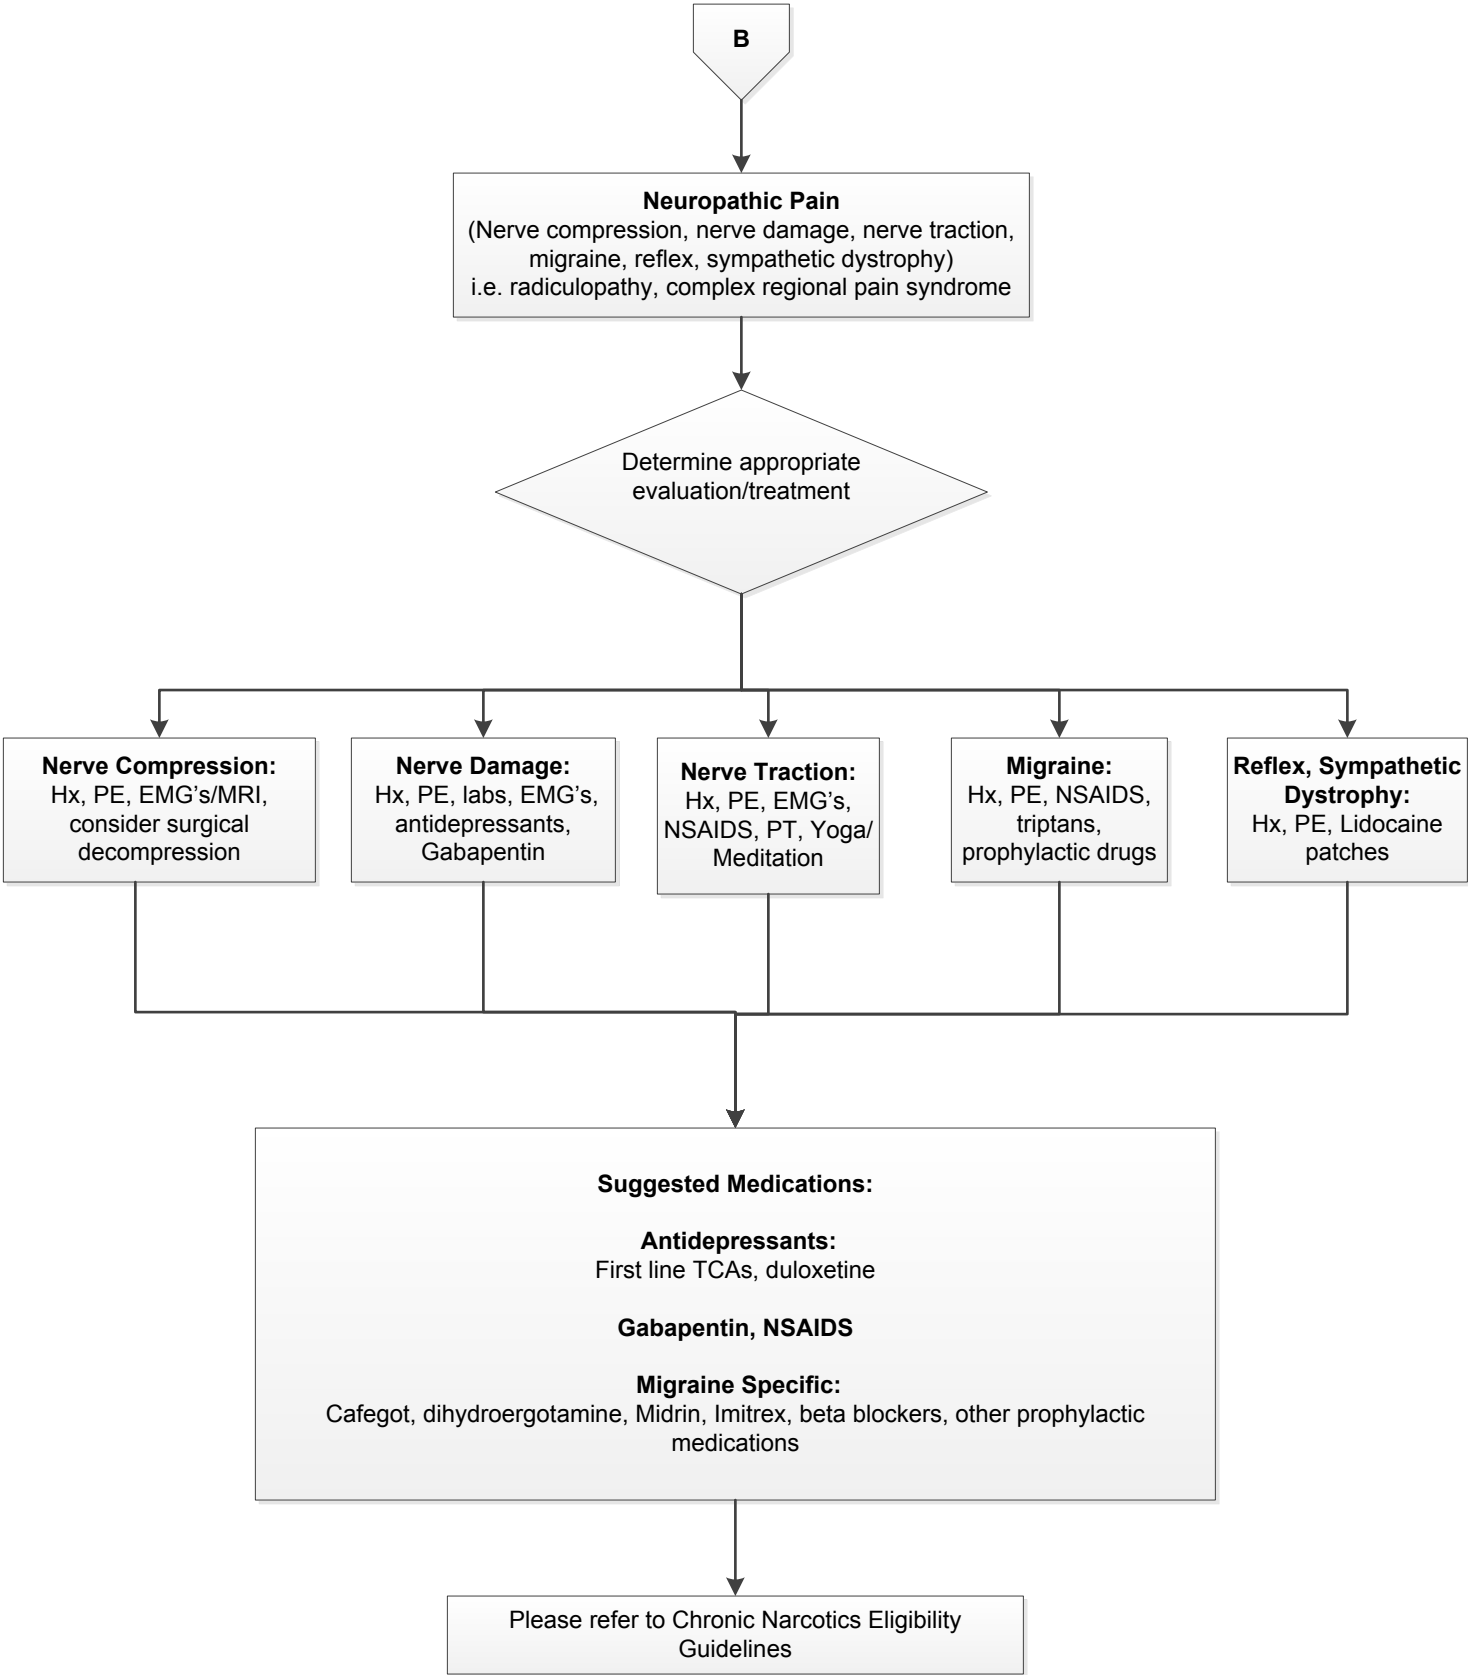 B
Neuropathic Pain
(Nerve compression, nerve damage, nerve traction,
migraine, reflex, sympathetic dystrophy)
i.e. radiculopathy, complex regional pain syndrome
Determine appropriate
evaluation/treatment
Nerve Compression:
Hx, PE, EMG’s/MRI,
consider surgical
decompression
Nerve Damage:
Hx, PE, labs, EMG’s,
antidepressants,
Gabapentin
Nerve Traction:
Hx, PE, EMG’s,
NSAIDS, PT, Yoga/
Meditation
Migraine:
Hx, PE, NSAIDS,
triptans,
prophylactic drugs
Reflex, Sympathetic
Dystrophy:
Hx, PE, Lidocaine
patches
Suggested Medications:
Antidepressants:
First line TCAs, duloxetine
Gabapentin, NSAIDS
Migraine Specific:
Cafegot, dihydroergotamine, Midrin, Imitrex, beta blockers, other prophylactic
medications
Please refer to Chronic Narcotics Eligibility
Guidelines